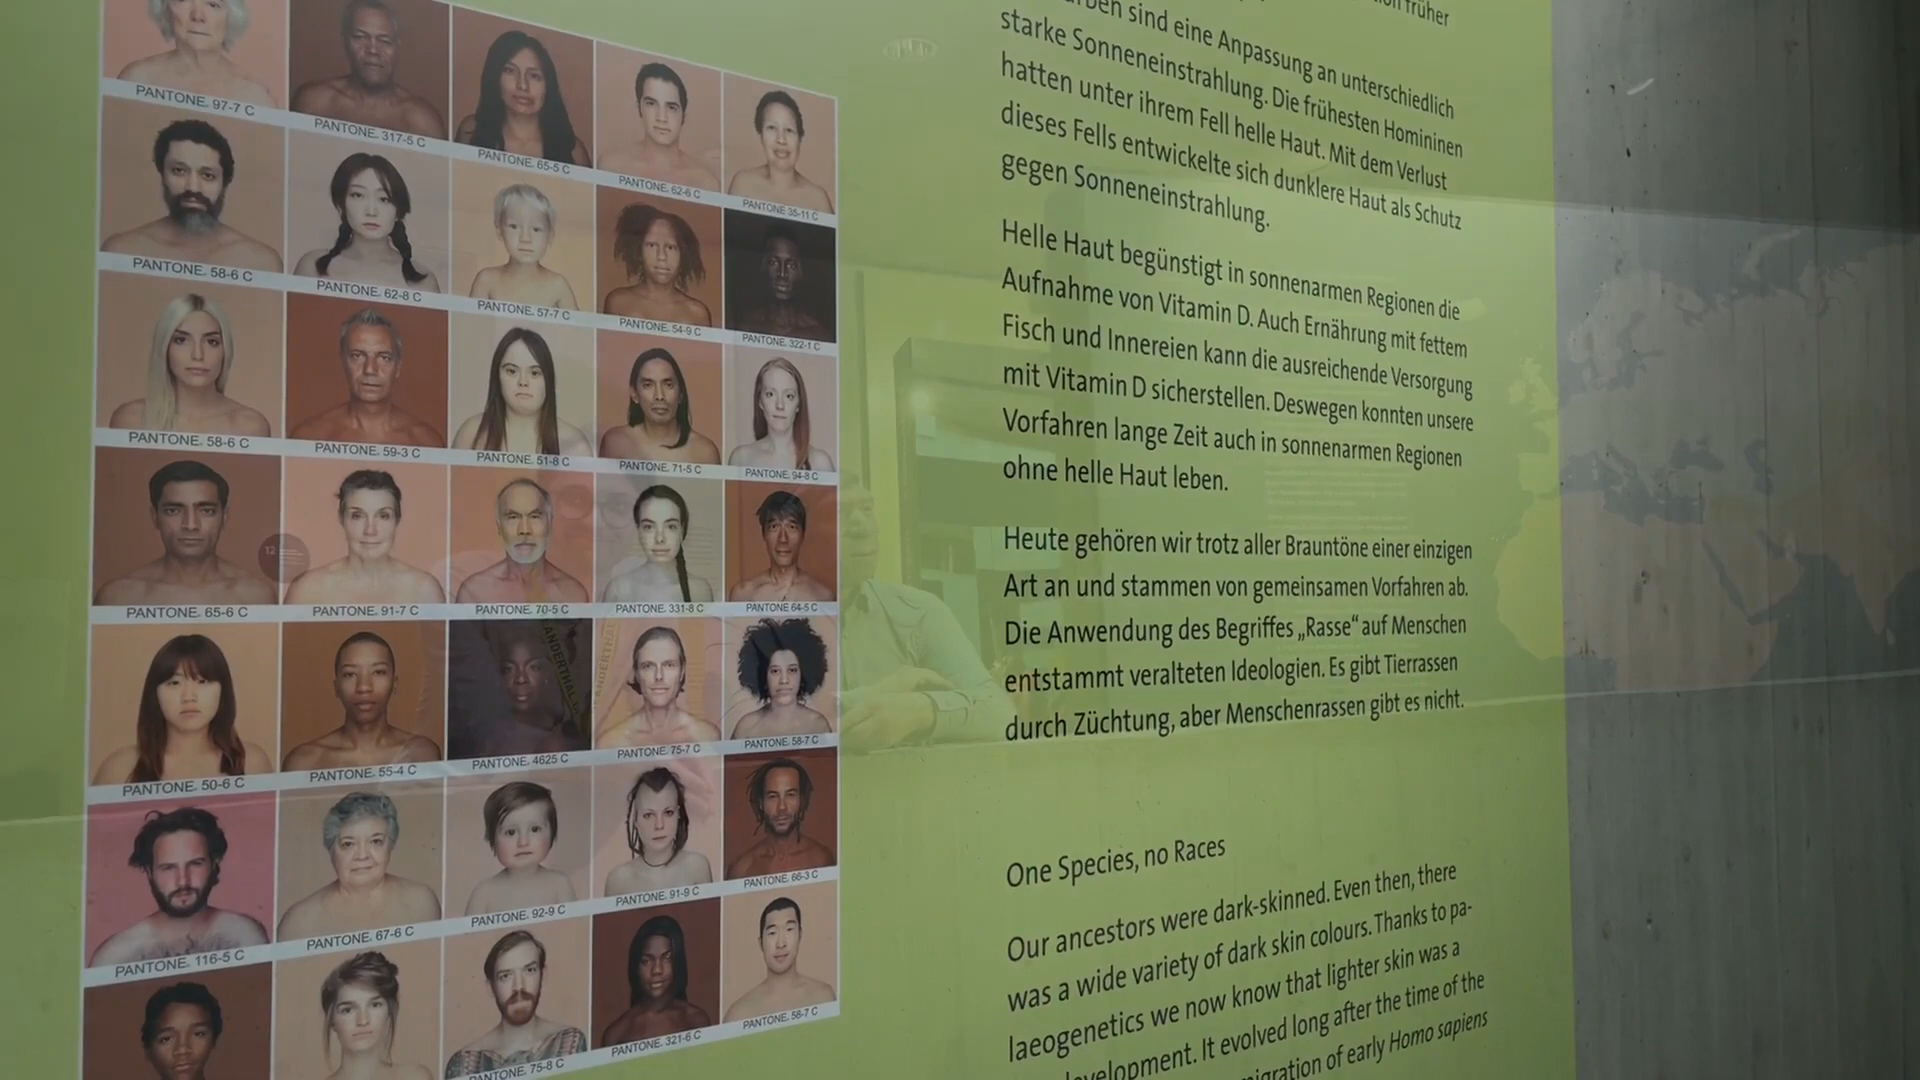 PANTONE. 97-7 C
PANTONE. 317-5 C
PANTONE. 65-5 C
PANTONE. 62-6 C
PANTONE 35-11 C
PANTONE. 58-6 C
PANTONE. 62-8 C
PANTONE. 57-7 C
PANTONE. 54-9 C
PANTONE. 322-1 C
PANTONE. 58-6 C
PANTONE. 59-3 C
PANTONE. 51-8 C
PANTONE. 71-5 C
PANTONE. 94-8 C
PANTONE. 65-6 C
PANTONE. 91-7 C
PANTONE. 70-5 C
PANTONE. 331-8 C
PANTONE 64-5 C
PANTONE. 50-6 C
PANTONE. 55-4 C
PANTONE. 4625 C
PANTONE. 75-7 C
PANTONE. 58-7 C
PANTONE. 116-5 C
PANTONE. 67-6 C
PANTONE. 92-9 C
PANTONE. 91-9 C
PANTONE. 66-3 C
PANTONE. 75-8 C
PANTONE. 321-6 C
PANTONE. 58-7 C
früher
sind eine Anpassung an unterschiedlich
starke Sonneneinstrahlung. Die frühesten Homininen
hatten unter ihrem Fell helle Haut. Mit dem Verlust
dieses Fells entwickelte sich dunklere Haut als Schutz
gegen Sonneneinstrahlung.
Helle Haut begünstigt in sonnenarmen Regionen die
Aufnahme von Vitamin D. Auch Ernährung mit fettem
Fisch und Innereien kann die ausreichende Versorgung
mit Vitamin D sicherstellen. Deswegen konnten unsere
Vorfahren lange Zeit auch in sonnenarmen Regionen
ohne helle Haut leben.
Heute gehören wir trotz aller Brauntöne einer einzigen
Art an und stammen von gemeinsamen Vorfahren ab.
Die Anwendung des Begriffes „Rasse“ auf Menschen
entstammt veralteten Ideologien. Es gibt Tierrassen
durch Züchtung, aber Menschenrassen gibt es nicht.
One Species, no Races
Our ancestors were dark-skinned. Even then, there
was a wide variety of dark skin colours. Thanks to pa-
laeogenetics we now know that lighter skin was a
development. It evolved long after the time of the
migration of early Homo sapiens